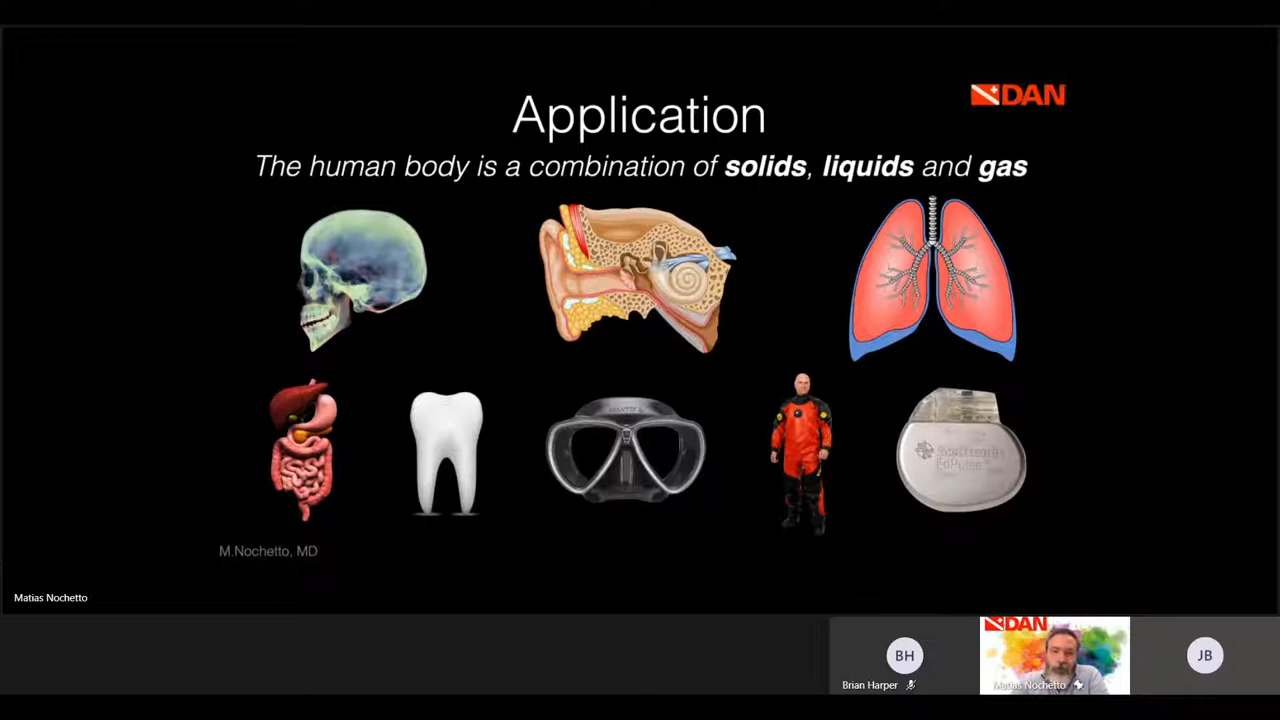 DAN
Application
The human body is a combination of solids, liquids and gas
M.Nochetto, MD
Matias Nochetto
DAN
BH
JB
Brian Harper
Matias Nochetto